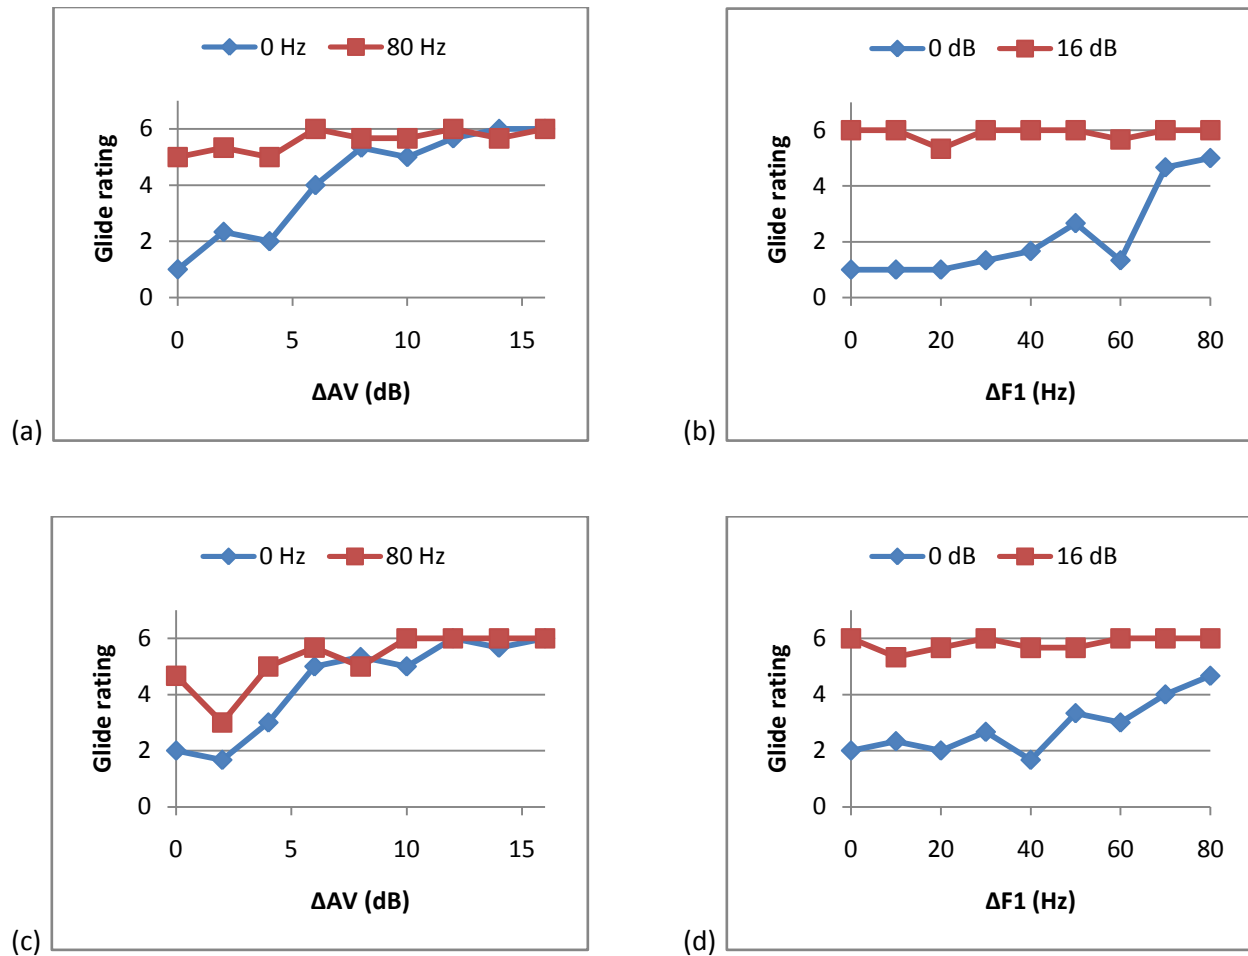 0 Hz 80 Hz
6
4
2
0
Glide rating
0 5 10 15
ΔAV (dB)
(a)
0 dB 16 dB
6
4
2
0
Glide rating
0 20 40 60 80
ΔF1 (Hz)
(b)
0 Hz 80 Hz
6
4
2
0
Glide rating
0 5 10 15
ΔAV (dB)
(c)
0 dB 16 dB
6
4
2
0
Glide rating
0 20 40 60 80
ΔF1 (Hz)
(d)